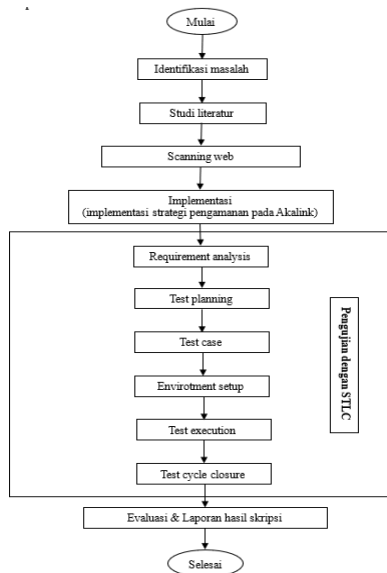 Mulai
Identifikasi masalah
Studi literatur
Scanning web
Implementasi
(implementasi strategi pengamanan pada Akalink)
Requirement analysis
Test planning
Test case
Envirotment setup
Test execution
Test cycle closure
Pengujian dengan STLC
Evaluasi & Laporan hasil skripsi
Selesai